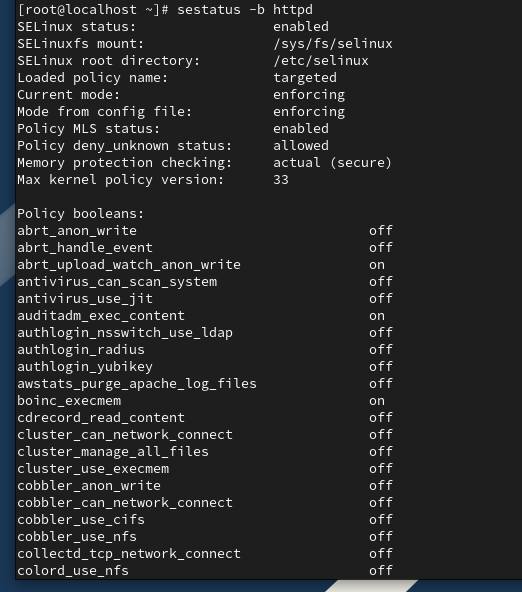 [root@localhost ~]# sestatus -b httpd
SELinux status:                 enabled
SELinuxfs mount:                /sys/fs/selinux
SELinux root directory:         /etc/selinux
Loaded policy name:             targeted
Current mode:                   enforcing
Mode from config file:          enforcing
Policy MLS status:              enabled
Policy deny_unknown status:     allowed
Memory protection checking:     actual (secure)
Max kernel policy version:      33

Policy booleans:
abrt_anon_write                             off
abrt_handle_event                           off
abrt_upload_watch_anon_write                on
antivirus_can_scan_system                   off
antivirus_use_jit                           off
auditadm_exec_content                       on
authlogin_nsswitch_use_ldap                 off
authlogin_radius                            off
authlogin_yubikey                           off
awstats_purge_apache_log_files              off
boinc_execmem                               on
cdrecord_read_content                       off
cluster_can_network_connect                 off
cluster_manage_all_files                    off
cluster_use_execmem                         off
cobbler_anon_write                          off
cobbler_can_network_connect                 off
cobbler_use_cifs                            off
cobbler_use_nfs                             off
collectd_tcp_network_connect                off
colord_use_nfs                              off